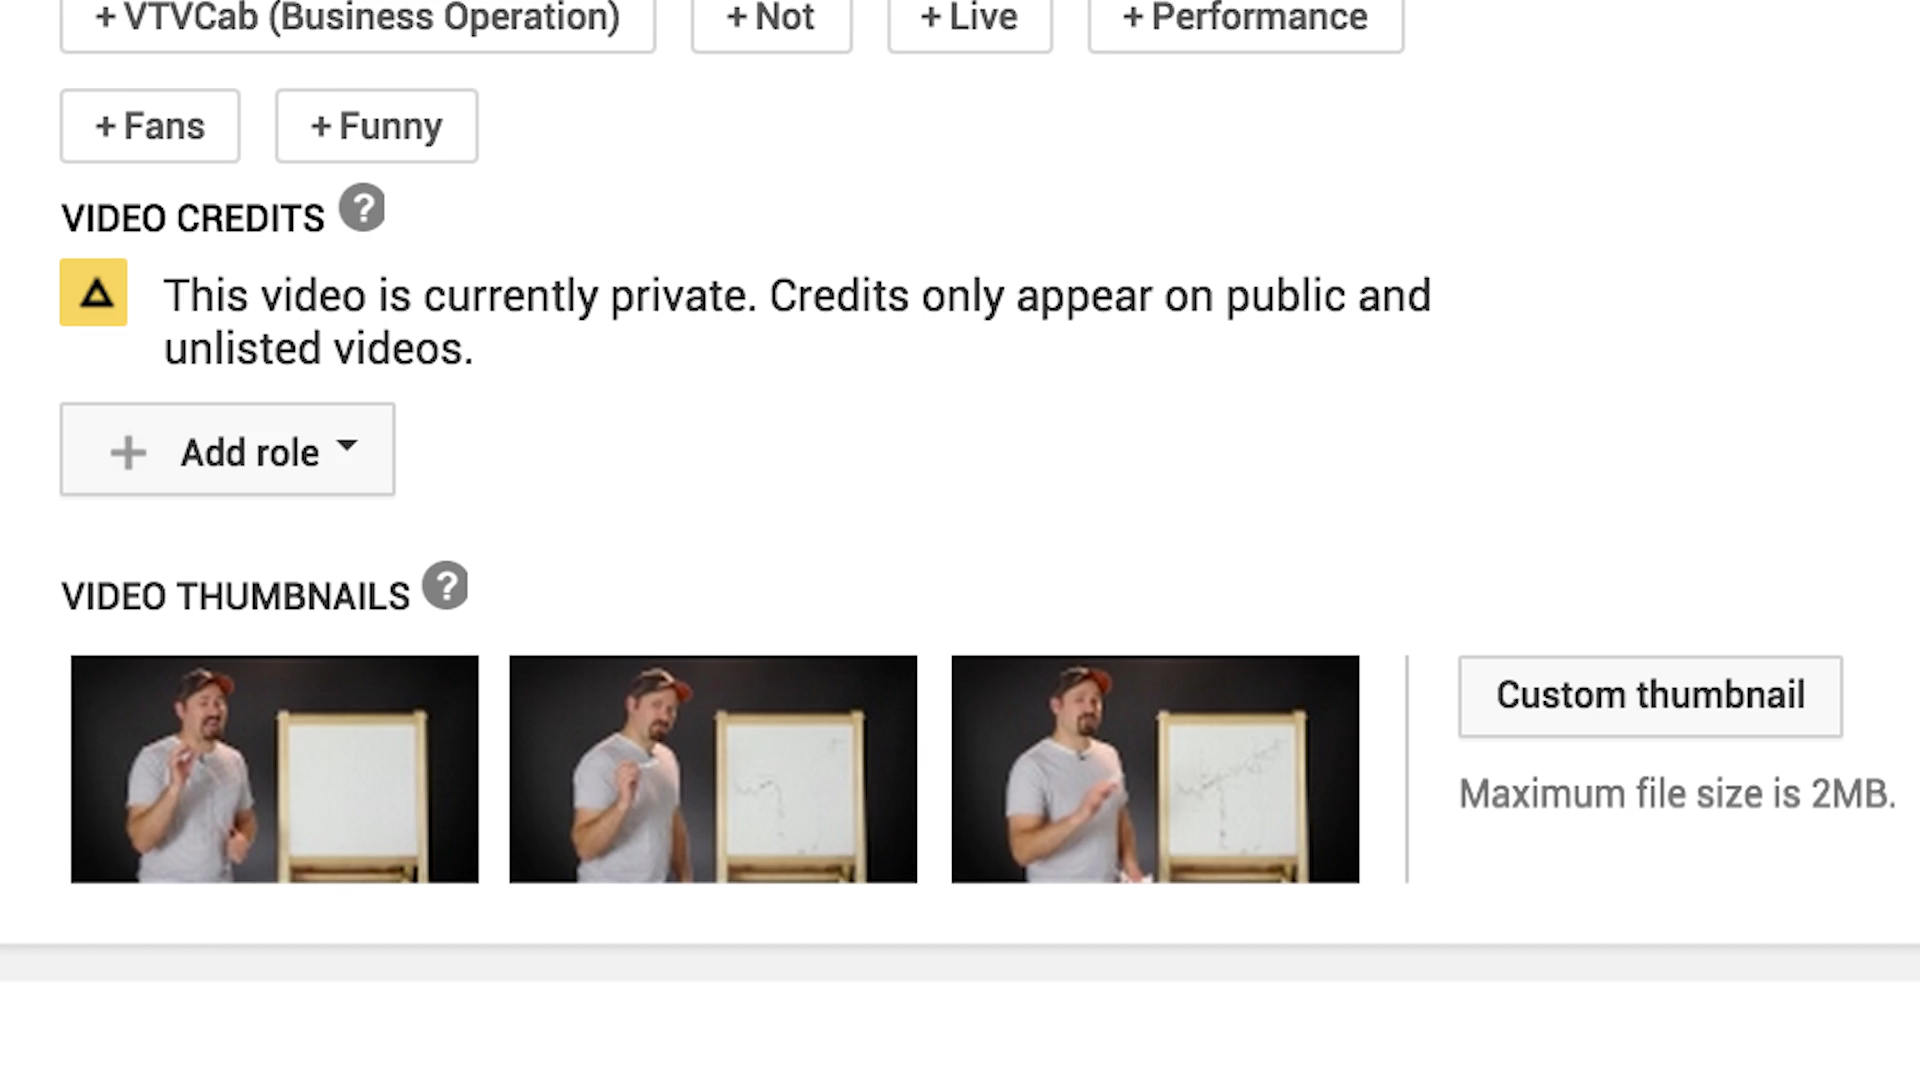 + VTVCab (Business Operation) + Not + Live + Performance
+ Fans + Funny
VIDEO CREDITS ?
This video is currently private. Credits only appear on public and
unlisted videos.
+ Add role
VIDEO THUMBNAILS ?
Custom thumbnail
Maximum file size is 2MB.